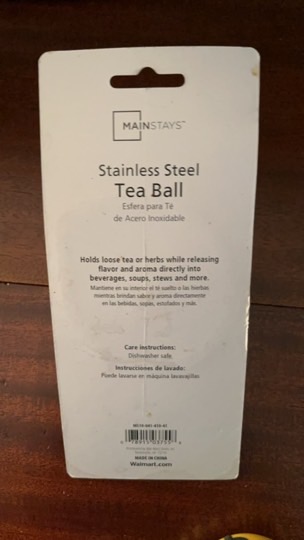 MAINSTAYS™
Stainless Steel
Tea Ball
Esfera para Té
de Acero Inoxidable
Holds loose tea or herbs while releasing
flavor and aroma directly into
beverages, soups, stews and more.
Mantiene en su interior el té suelto o las hierbas
mientras brindan sabor y aroma directamente
en las bebidas, sopas, estofados y más.
Care instructions:
Dishwasher safe
Instrucciones de lavado:
Puede lavarse en máquina lavavajillas
MADE IN CHINA
Walmart.com